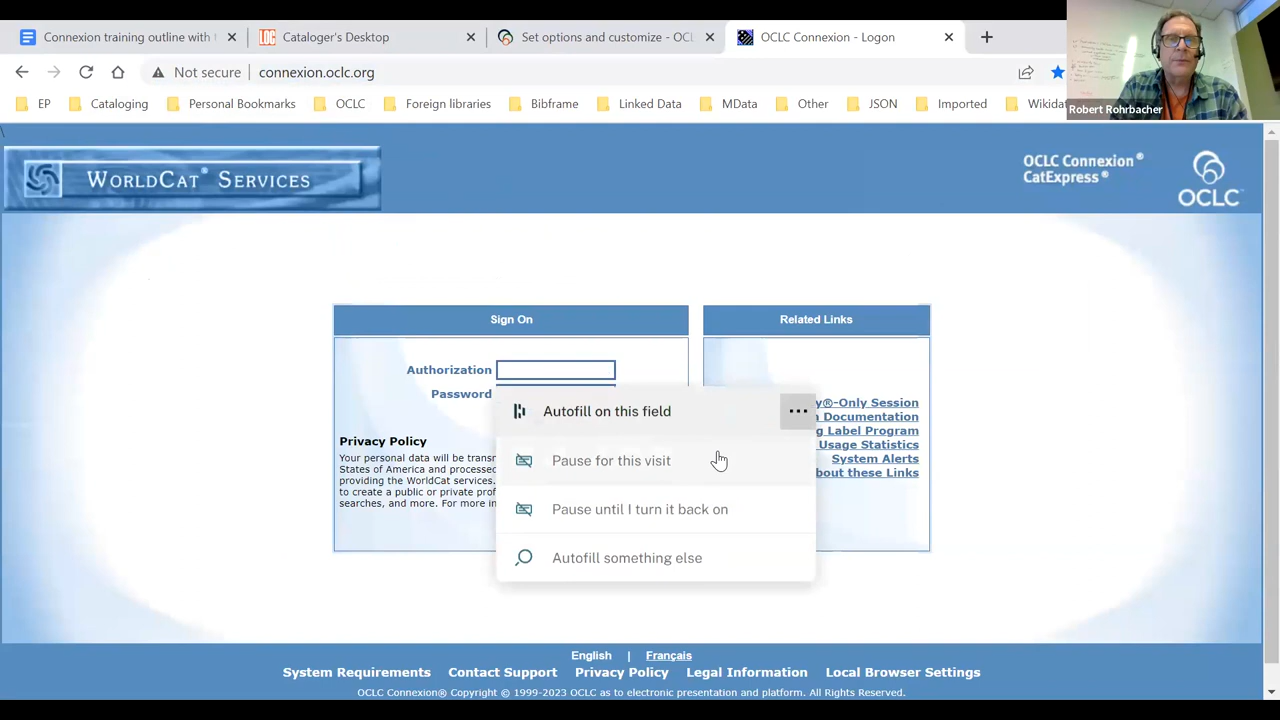 Connexion training outline with
Cataloger's Desktop
Set options and customize - OCL
OCLC Connexion - Logon
Not secure
connexion.oclc.org
EP
Cataloging
Personal Bookmarks
OCLC
Foreign libraries
Bibframe
Linked Data
MData
Other
JSON
Imported
Wikida
Robert Rohrbacher
\
WORLDCAT® SERVICES
OCLC Connexion®
CatExpress®
OCLC™
Sign On
Related Links
Authorization
Password
Autofill on this field
Pause for this visit
Pause until I turn it back on
Autofill something else
y®-Only Session
n Documentation
g Label Program
Usage Statistics
System Alerts
bout these Links
Privacy Policy
Your personal data will be transm
States of America and processed
providing the WorldCat services.
to create a public or private prof
searches, and more. For more in
English | Français
System Requirements Contact Support Privacy Policy Legal Information Local Browser Settings
OCLC Connexion® Copyright © 1999-2023 OCLC as to electronic presentation and platform. All Rights Reserved.